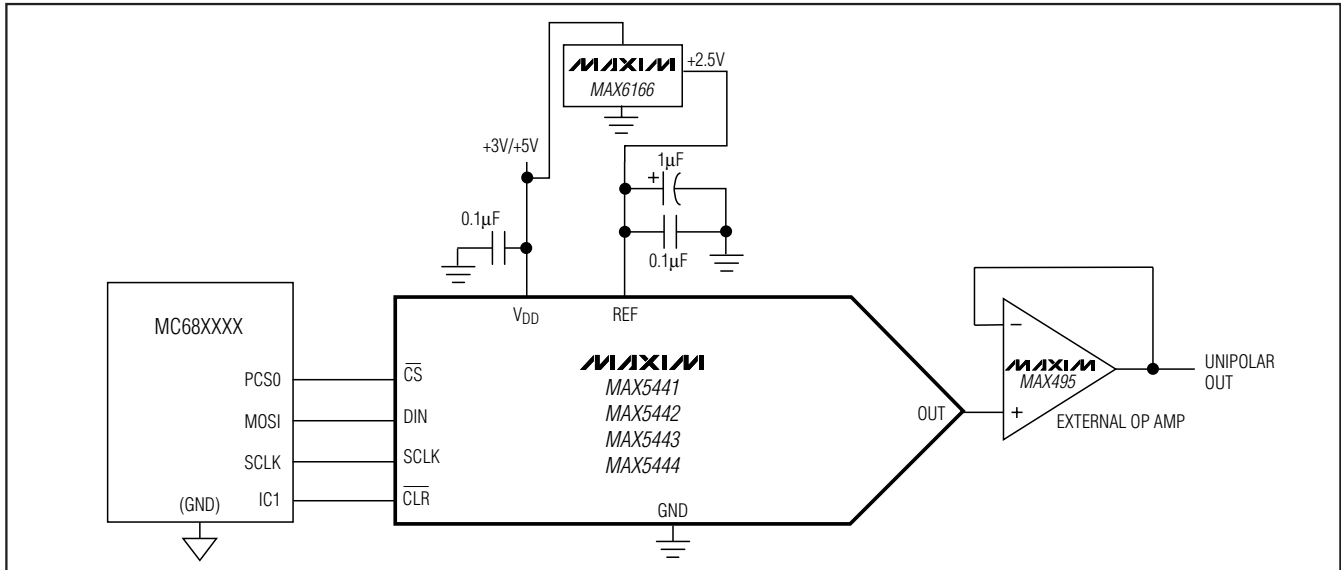 MAXIM
MAX6166
+2.5V
+3V/+5V
1µF
+
0.1µF
0.1µF
MC68XXXX
PCS0
MOSI
SCLK
IC1
(GND)
VDD
REF
CS
DIN
SCLK
CLR
MAXIM
MAX5441
MAX5442
MAX5443
MAX5444
OUT
GND
−
MAXIM
MAX495
+
EXTERNAL OP AMP
UNIPOLAR
OUT